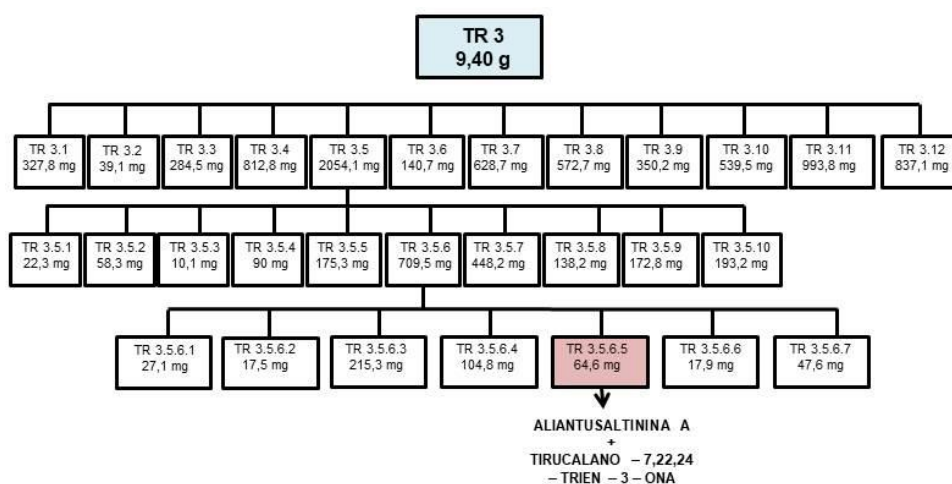 TR 3
9,40 g
TR 3.1
327,8 mg
TR 3.2
39,1 mg
TR 3.3
284,5 mg
TR 3.4
812,8 mg
TR 3.5
2054,1 mg
TR 3.6
140,7 mg
TR 3.7
628,7 mg
TR 3.8
572,7 mg
TR 3.9
350,2 mg
TR 3.10
539,5 mg
TR 3.11
993,8 mg
TR 3.12
837,1 mg
TR 3.5.1
22,3 mg
TR 3.5.2
58,3 mg
TR 3.5.3
10,1 mg
TR 3.5.4
90 mg
TR 3.5.5
175,3 mg
TR 3.5.6
709,5 mg
TR 3.5.7
448,2 mg
TR 3.5.8
138,2 mg
TR 3.5.9
172,8 mg
TR 3.5.10
193,2 mg
TR 3.5.6.1
27,1 mg
TR 3.5.6.2
17,5 mg
TR 3.5.6.3
215,3 mg
TR 3.5.6.4
104,8 mg
TR 3.5.6.5
64,6 mg
TR 3.5.6.6
17,9 mg
TR 3.5.6.7
47,6 mg
ALIANTUSALTININA A
+
TIRUCALANO – 7,22,24
– TRIEN – 3 – ONA